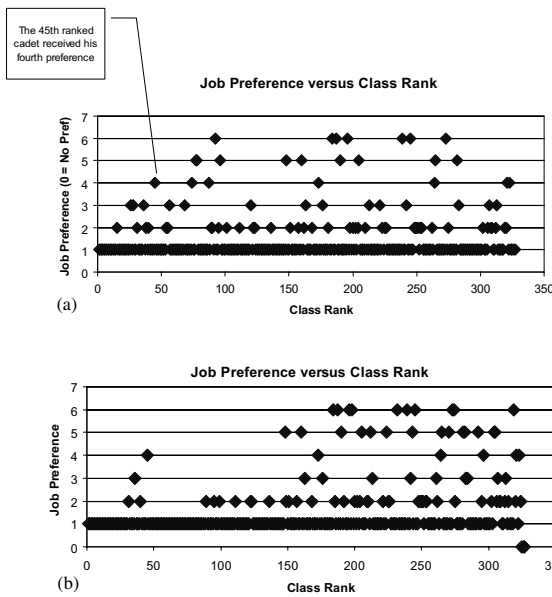 The 45th ranked
cadet received his
fourth preference
Job Preference versus Class Rank
Job Preference (0 = No Pref)
7
6
5
4
3
2
1
0
0 50 100 150 200 250 300 350
Class Rank
(a)
Job Preference versus Class Rank
Job Preference
7
6
5
4
3
2
1
0
0 50 100 150 200 250 300
Class Rank
(b)